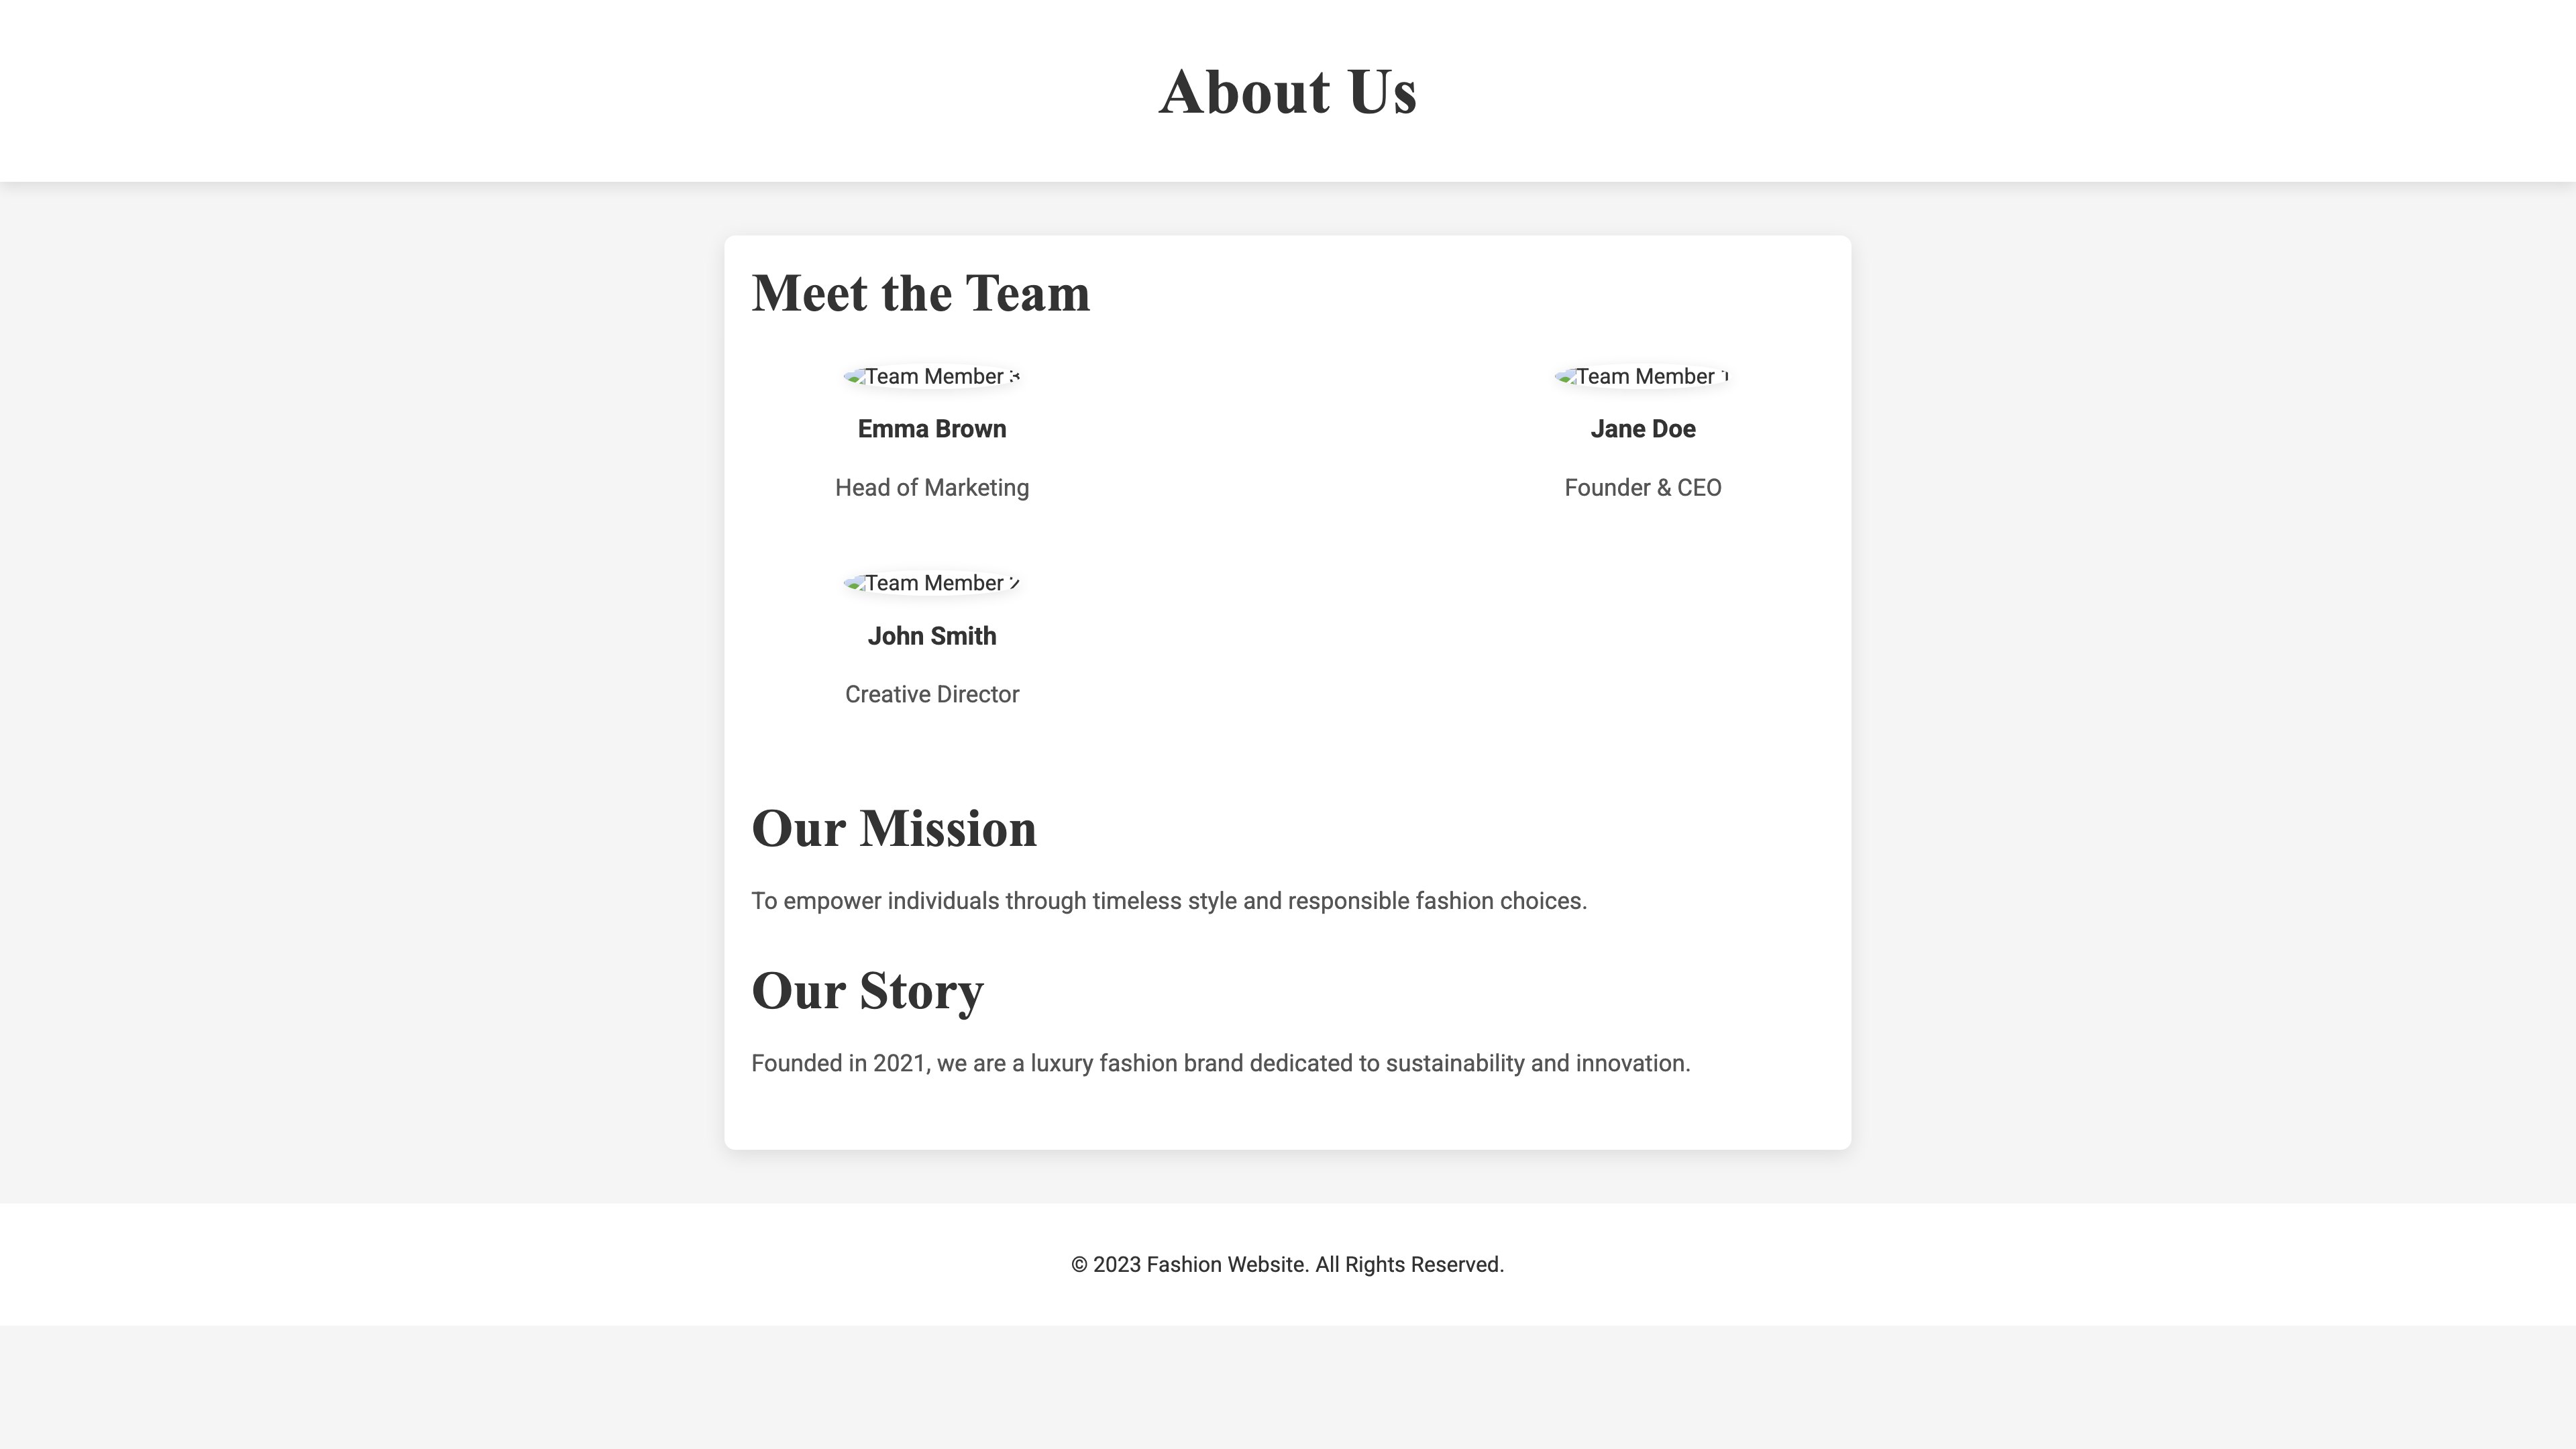 About Us
Meet the Team
Team Member 3
Emma Brown
Head of Marketing
Team Member 1
Jane Doe
Founder & CEO
Team Member 2
John Smith
Creative Director
Our Mission
To empower individuals through timeless style and responsible fashion choices.
Our Story
Founded in 2021, we are a luxury fashion brand dedicated to sustainability and innovation.
© 2023 Fashion Website. All Rights Reserved.